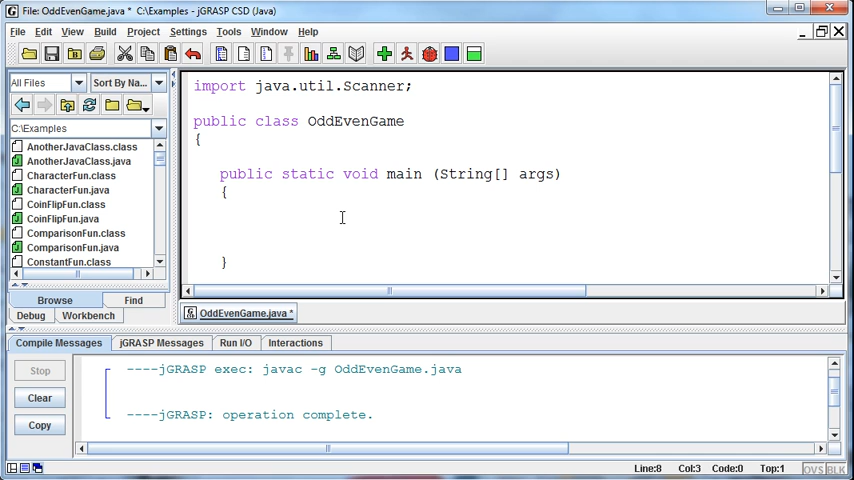 File: OddEvenGame.java *  C:\Examples - jGRASP CSD (Java)
File Edit View Build Project Settings Tools Window Help
All Files
Sort By Na...
C:\Examples
AnotherJavaClass.class
AnotherJavaClass.java
CharacterFun.class
CharacterFun.java
CoinFlipFun.class
CoinFlipFun.java
ComparisonFun.class
ComparisonFun.java
ConstantFun.class
Browse Find
Debug Workbench
import java.util.Scanner;
public class OddEvenGame
{
public static void main (String[] args)
{
}
OddEvenGame.java *
Compile Messages jGRASP Messages Run I/O Interactions
Stop
Clear
Copy
----jGRASP exec: javac -g OddEvenGame.java
----jGRASP: operation complete.
Line:8 Col:3 Code:0 Top:1 OVS BLK